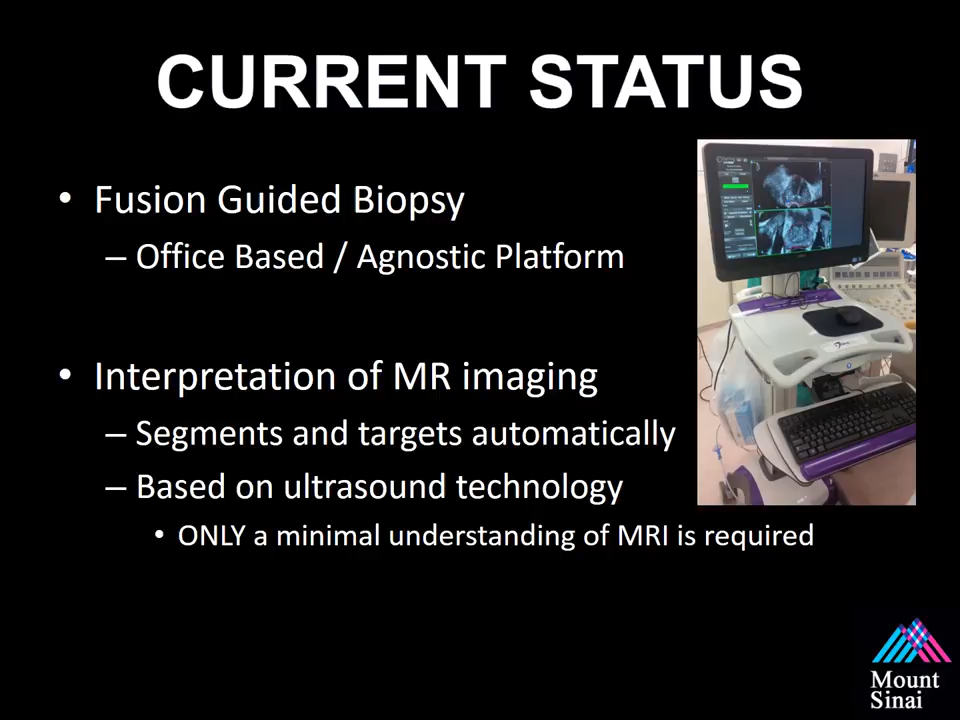 CURRENT STATUS
• Fusion Guided Biopsy
– Office Based / Agnostic Platform
• Interpretation of MR imaging
– Segments and targets automatically
– Based on ultrasound technology
• ONLY a minimal understanding of MRI is required
Mount
Sinai